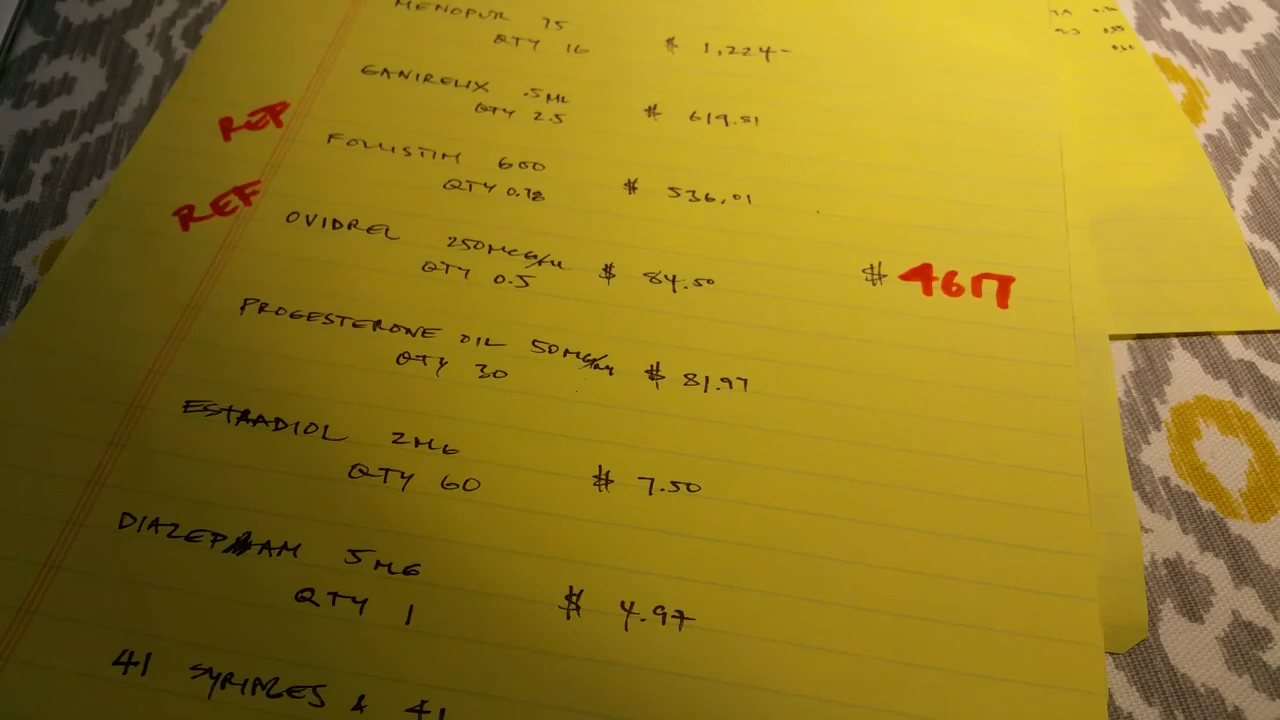 MENOPUR 75
QTY 16 $ 1,224-
GANIRELIX .5ML
QTY 2.5 $ 619.81
REF
FOLLISTIM 600
QTY 0.78 $ 536.01
REF
OVIDREL 250MCG/ML
QTY 0.5 $ 84.50
$ 4617
PROGESTERONE OIL 50MG/ML
QTY 30 $ 81.97
ESTRADIOL 2MG
QTY 60 $ 7.50
DIAZEPAM 5MG
QTY 1 $ 4.97
41 SYRINGES & 41